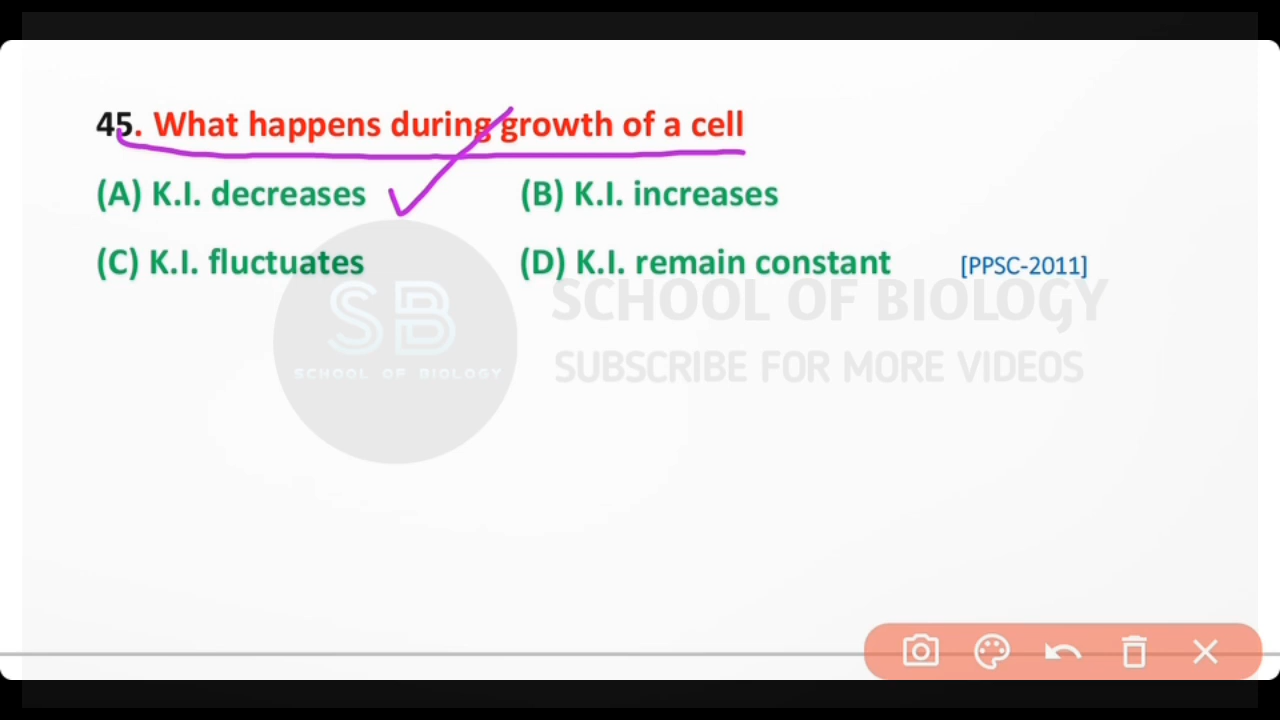 45. What happens during growth of a cell
(A) K.I. decreases (B) K.I. increases
(C) K.I. fluctuates (D) K.I. remain constant [PPSC-2011]
SB
SCHOOL OF BIOLOGY
SCHOOL OF BIOLOGY
SUBSCRIBE FOR MORE VIDEOS